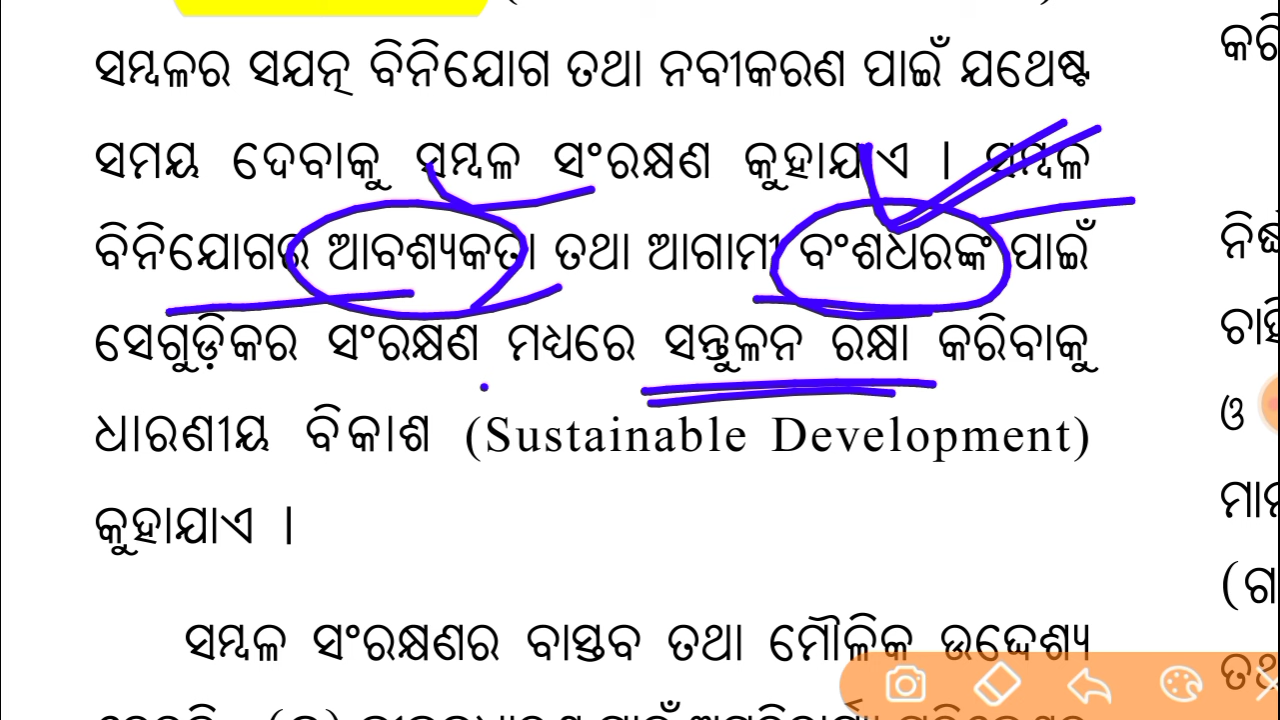 ସମ୍ବଳର ସଯତ୍ନ ବିନିଯୋଗ ତଥା ନବୀକରଣ ପାଇଁ ଯଥେଷ୍ଟ
ସମୟ ଦେବାକୁ ସମ୍ବଳ ସଂରକ୍ଷଣ କୁହାଯାଏ । ସମ୍ବଳ
ବିନିଯୋଗର ଆବଶ୍ୟକତା ତଥା ଆଗାମୀ ବଂଶଧରଙ୍କ ପାଇଁ
ସେଗୁଡ଼ିକର ସଂରକ୍ଷଣ ମଧ୍ୟରେ ସନ୍ତୁଳନ ରକ୍ଷା କରିବାକୁ
ଧାରଣୀୟ ବିକାଶ (Sustainable Development)
କୁହାଯାଏ ।
ସମ୍ବଳ ସଂରକ୍ଷଣର ବାସ୍ତବ ତଥା ମୌଳିକ ଉଦ୍ଦେଶ୍ୟ
ଓ